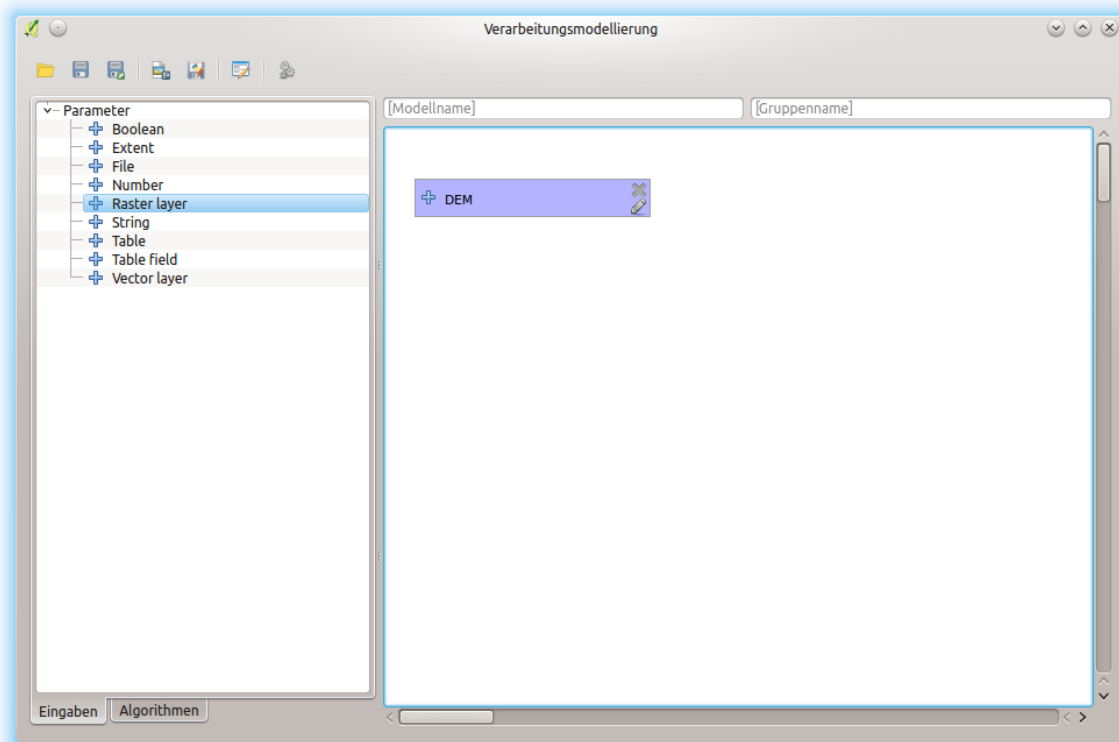 Verarbeitungsmodellierung
Parameter
Boolean
Extent
File
Number
Raster layer
String
Table
Table field
Vector layer
[Modellname]
[Gruppenname]
DEM
Eingaben
Algorithmen